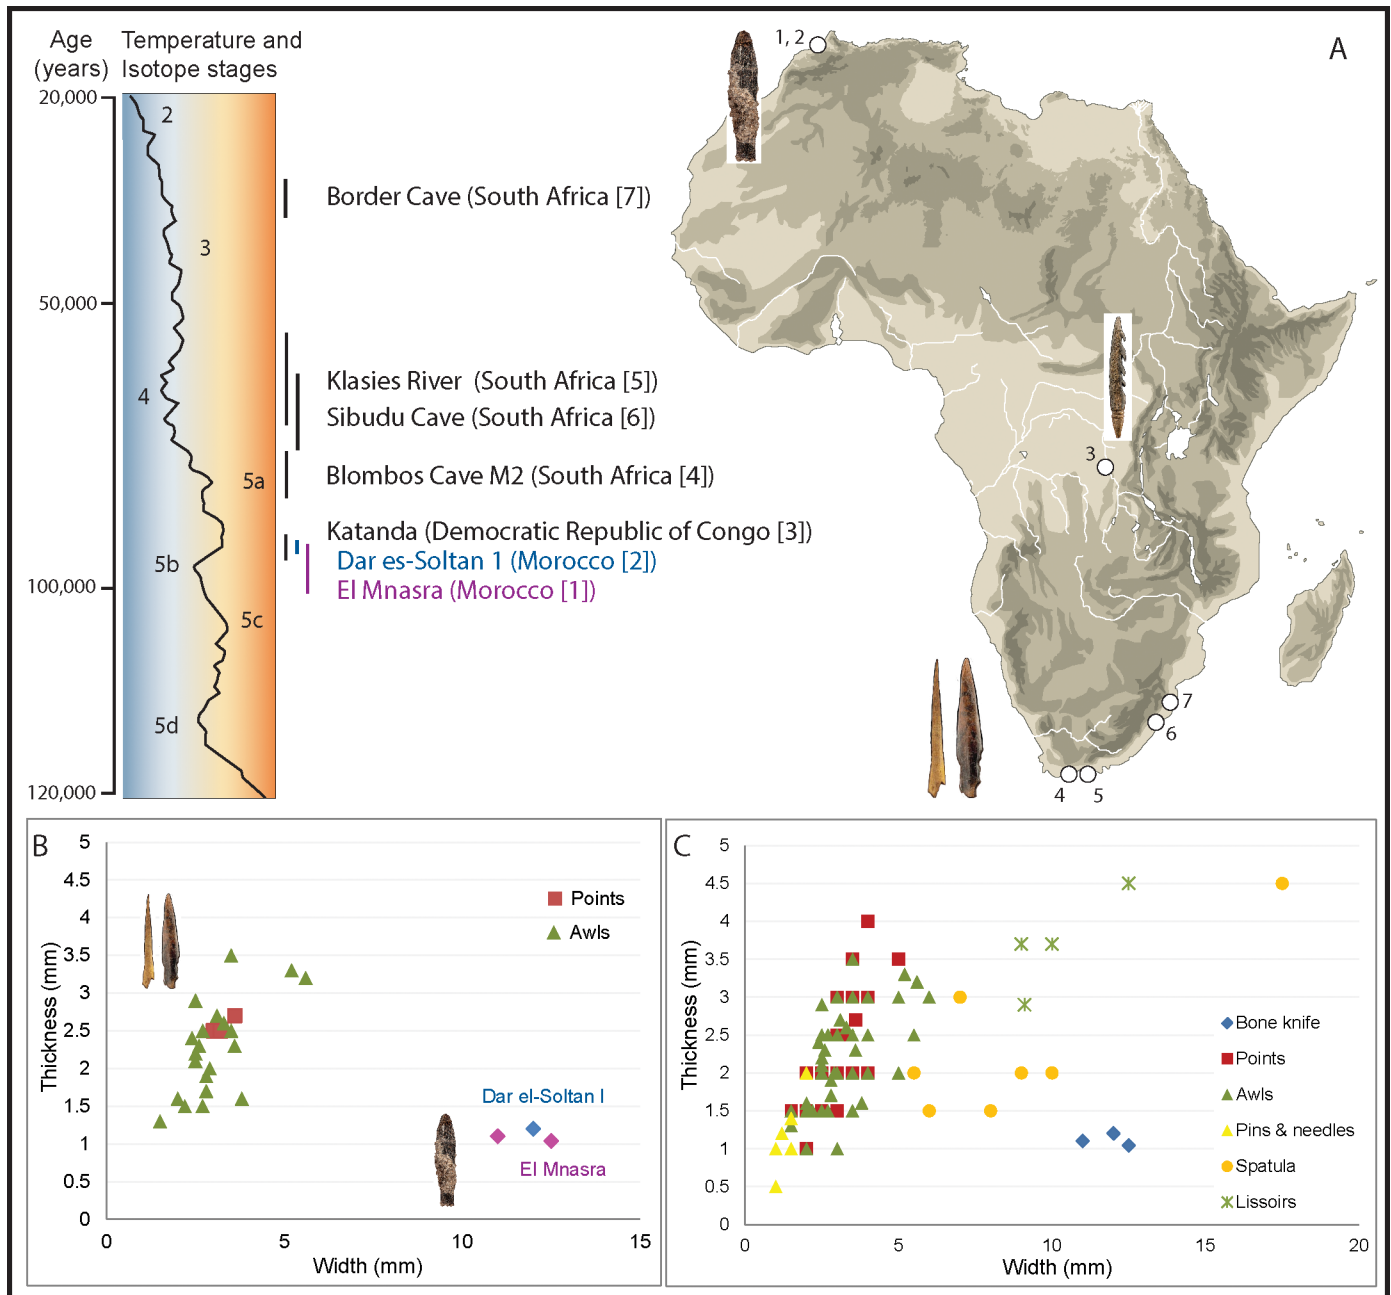 Age
(years)
Temperature and
Isotope stages
20,000
50,000
100,000
120,000
2
3
4
5a
5b
5c
5d
Border Cave (South Africa [7])
Klasies River (South Africa [5])
Sibudu Cave (South Africa [6])
Blombos Cave M2 (South Africa [4])
Katanda (Democratic Republic of Congo [3])
Dar es-Soltan 1 (Morocco [2])
El Mnasra (Morocco [1])
A
1, 2
3
7
6
4
5
B
5
4.5
4
3.5
3
2.5
2
1.5
1
0.5
0
Thickness (mm)
Points
Awls
Dar el-Soltan I
El Mnasra
0
5
10
15
Width (mm)
C
5
4.5
4
3.5
3
2.5
2
1.5
1
0.5
0
Thickness (mm)
Bone knife
Points
Awls
Pins & needles
Spatula
Lissoirs
0
5
10
15
20
Width (mm)